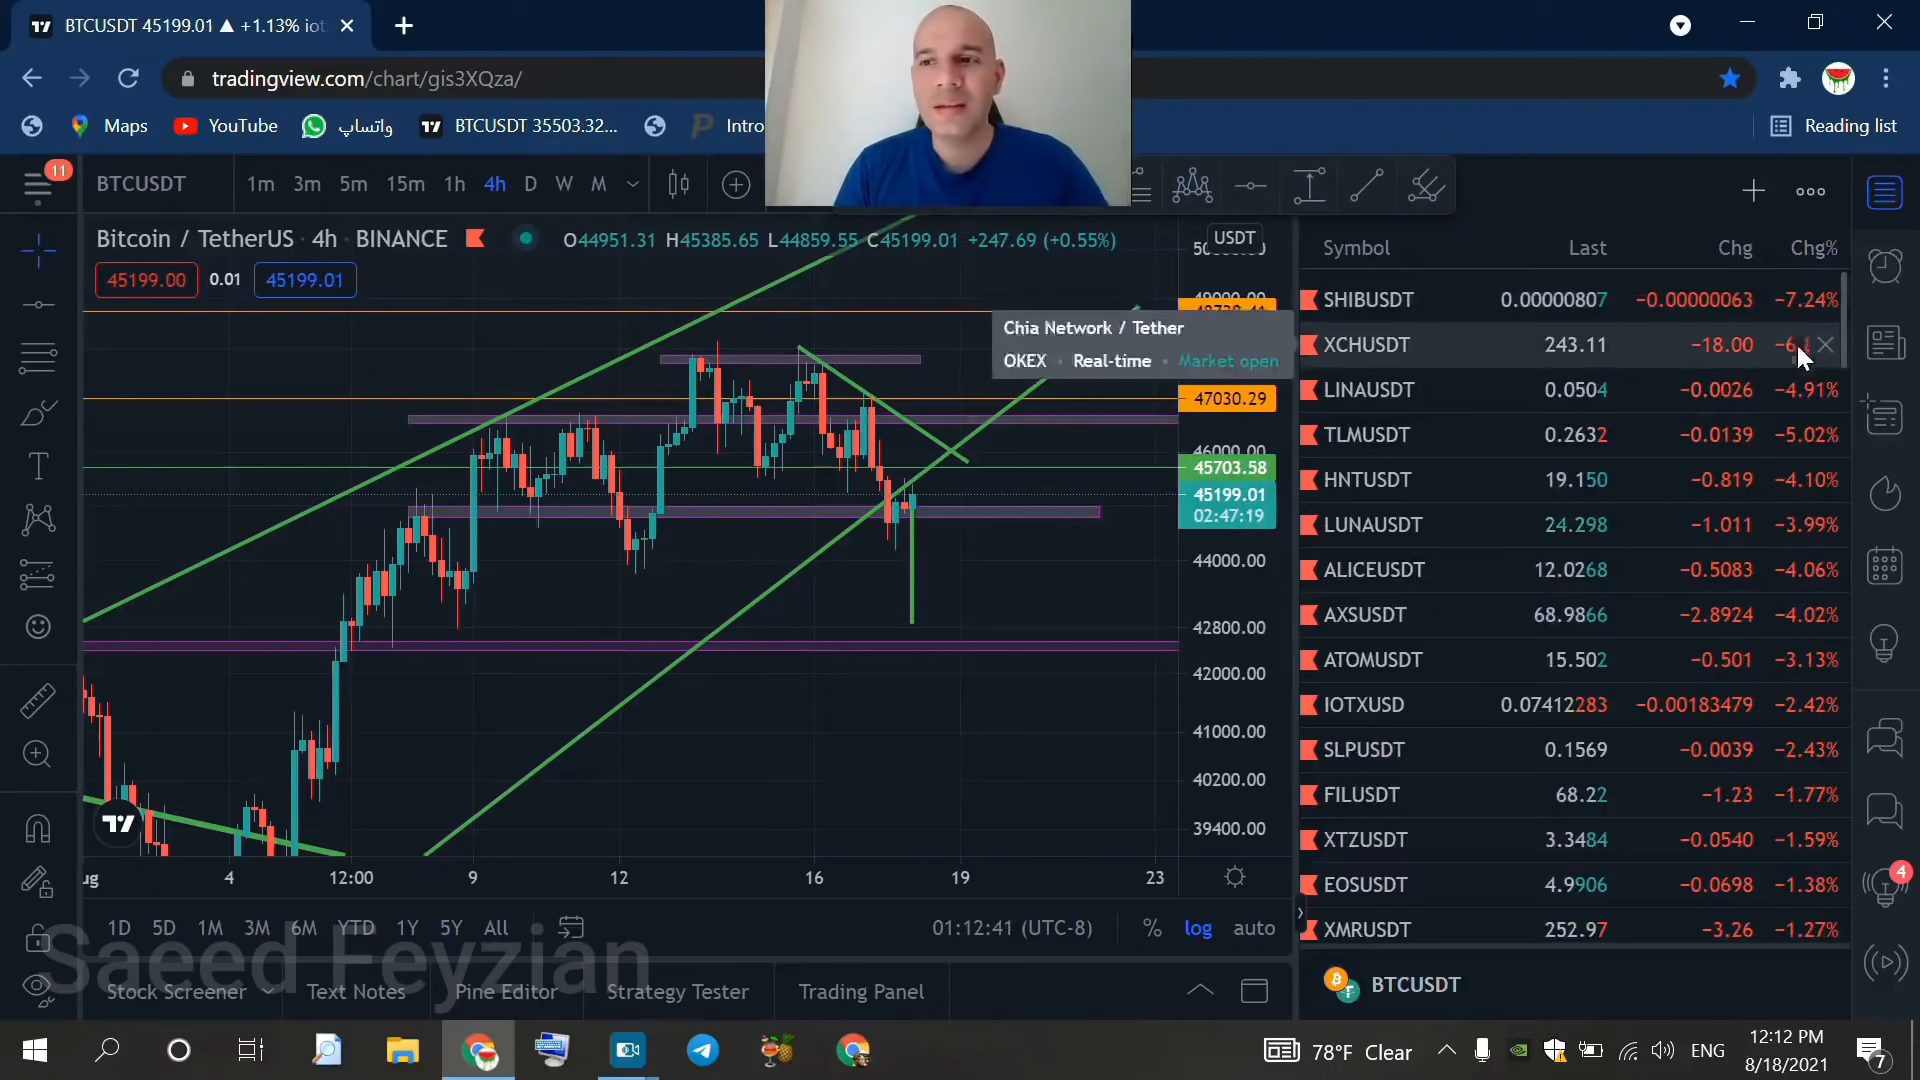 BTCUSDT 45199.01 ▲ +1.13% iot
tradingview.com/chart/gis3XQza/
Maps
YouTube
واتساپ
BTCUSDT 35503.32...
Intro
Reading list
11
BTCUSDT
1m 3m 5m 15m 1h 4h D W M
Bitcoin / TetherUS · 4h · BINANCE
O44951.31 H45385.65 L44859.55 C45199.01 +247.69 (+0.55%)
USDT
45199.00 0.01 45199.01
49000.00
47030.29
46000.00
45703.58
45199.01
02:47:19
44000.00
42800.00
42000.00
41000.00
40200.00
39400.00
Chia Network / Tether
OKEX · Real-time · Market open
ug 4 12:00 9 12 16 19 23
1D 5D 1M 3M 6M YTD 1Y 5Y All
01:12:41 (UTC-8) % log auto
Saeed Feyzian
Stock Screener Text Notes Pine Editor Strategy Tester Trading Panel
Symbol Last Chg Chg%
SHIBUSDT 0.00000807 −0.00000063 −7.24%
XCHUSDT 243.11 −18.00
LINAUSDT 0.0504 −0.0026 −4.91%
TLMUSDT 0.2632 −0.0139 −5.02%
HNTUSDT 19.150 −0.819 −4.10%
LUNAUSDT 24.298 −1.011 −3.99%
ALICEUSDT 12.0268 −0.5083 −4.06%
AXSUSDT 68.9866 −2.8924 −4.02%
ATOMUSDT 15.502 −0.501 −3.13%
IOTXUSD 0.07412283 −0.00183479 −2.42%
SLPUSDT 0.1569 −0.0039 −2.43%
FILUSDT 68.22 −1.23 −1.77%
XTZUSDT 3.3484 −0.0540 −1.59%
EOSUSDT 4.9906 −0.0698 −1.38%
XMRUSDT 252.97 −3.26 −1.27%
BTCUSDT
4
78°F Clear
ENG
12:12 PM
8/18/2021
7